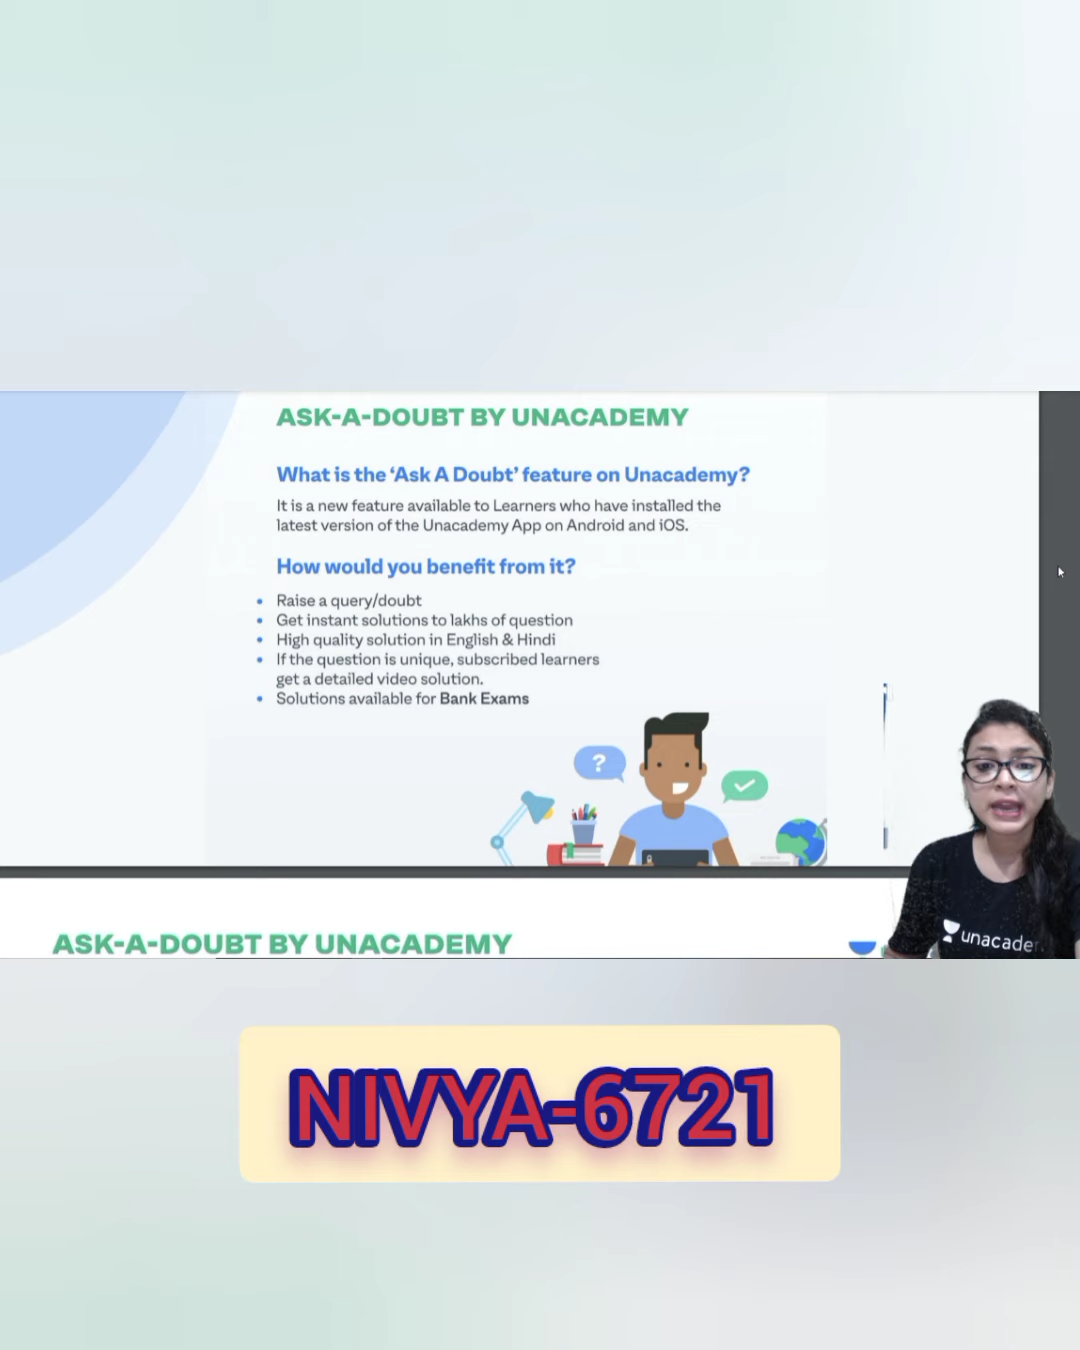 ASK-A-DOUBT BY UNACADEMY
What is the ‘Ask A Doubt’ feature on Unacademy?
It is a new feature available to Learners who have installed the
latest version of the Unacademy App on Android and iOS.
How would you benefit from it?
• Raise a query/doubt
• Get instant solutions to lakhs of question
• High quality solution in English & Hindi
• If the question is unique, subscribed learners
get a detailed video solution.
• Solutions available for Bank Exams
?
unacade
ASK-A-DOUBT BY UNACADEMY
NIVYA-6721